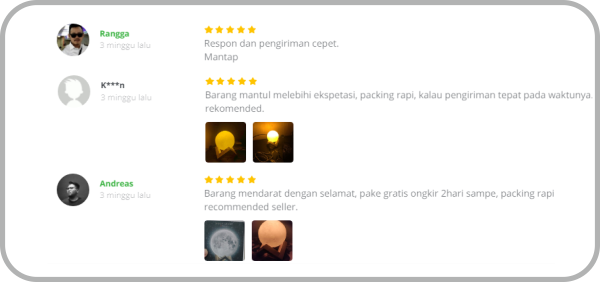 Rangga
3 minggu lalu
Respon dan pengiriman cepet.
Mantap
K***n
3 minggu lalu
Barang mantul melebihi ekspetasi, packing rapi, kalau pengiriman tepat pada waktunya
rekomended.
Andreas
3 minggu lalu
Barang mendarat dengan selamat, pake gratis ongkir 2hari sampe, packing rapi
recommended seller.